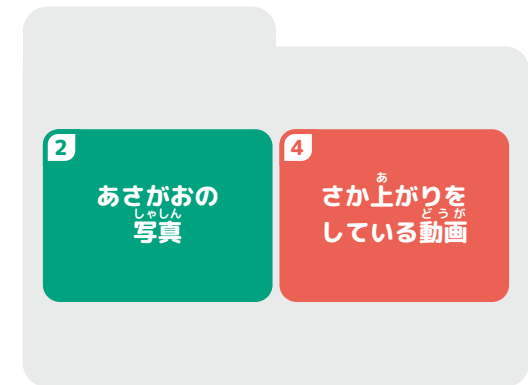 2
あさがおの
しゃしん
写真
4
あ
さか上がりを
どうが
している動画